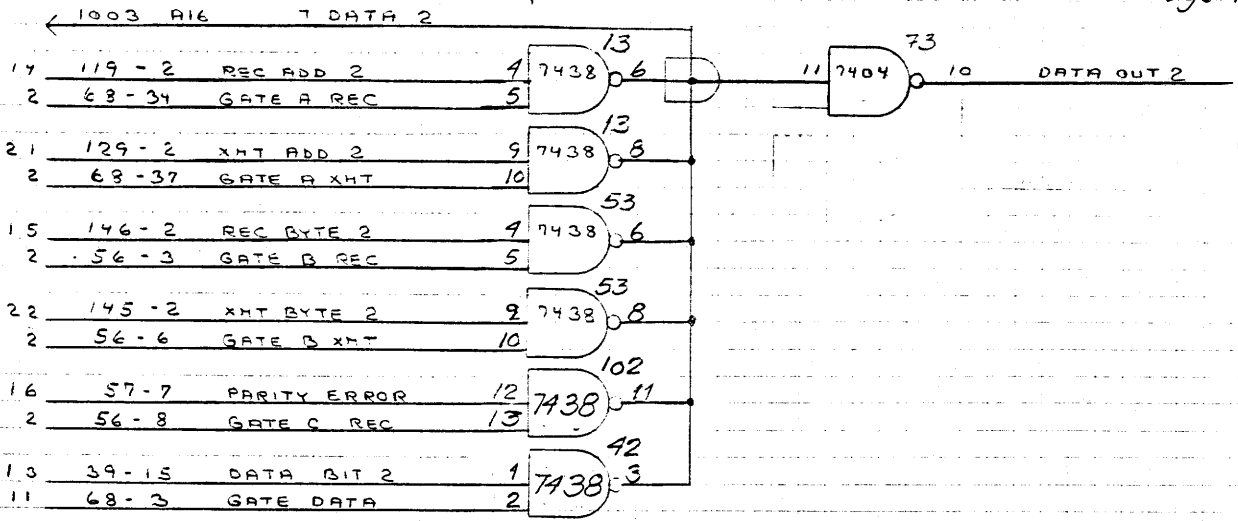 1003 A16 7 DATA 2
13 73
14 119 - 2 REC ADD 2 4 7438 6 11 7404 10 DATA OUT 2
2 68 - 34 GATE A REC 5
13
21 129 - 2 XMT ADD 2 9 7438 8
2 68 - 37 GATE A XMT 10
53
15 146 - 2 REC BYTE 2 4 7438 6
2 56 - 3 GATE B REC 5
53
22 145 - 2 XMT BYTE 2 9 7438 8
2 56 - 6 GATE B XMT 10
102
16 57 - 7 PARITY ERROR 12 7438 11
2 56 - 8 GATE C REC 13
42
13 39 - 15 DATA BIT 2 1 7438 3
11 68 - 3 GATE DATA 2